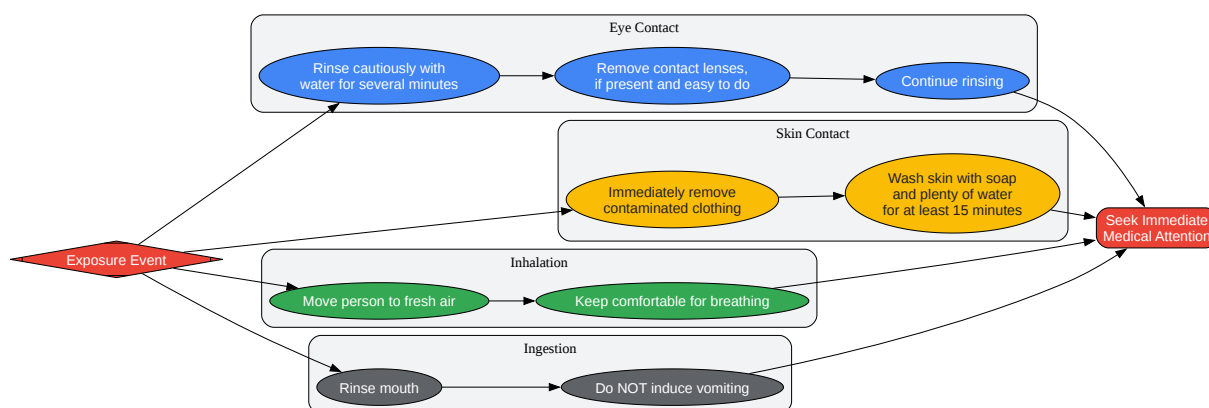 Eye Contact
Rinse cautiously with
water for several minutes
Remove contact lenses,
if present and easy to do
Continue rinsing
Skin Contact
Immediately remove
contaminated clothing
Wash skin with soap
and plenty of water
for at least 15 minutes
Seek Immediate
Medical Attention
Exposure Event
Inhalation
Move person to fresh air
Keep comfortable for breathing
Ingestion
Rinse mouth
Do NOT induce vomiting